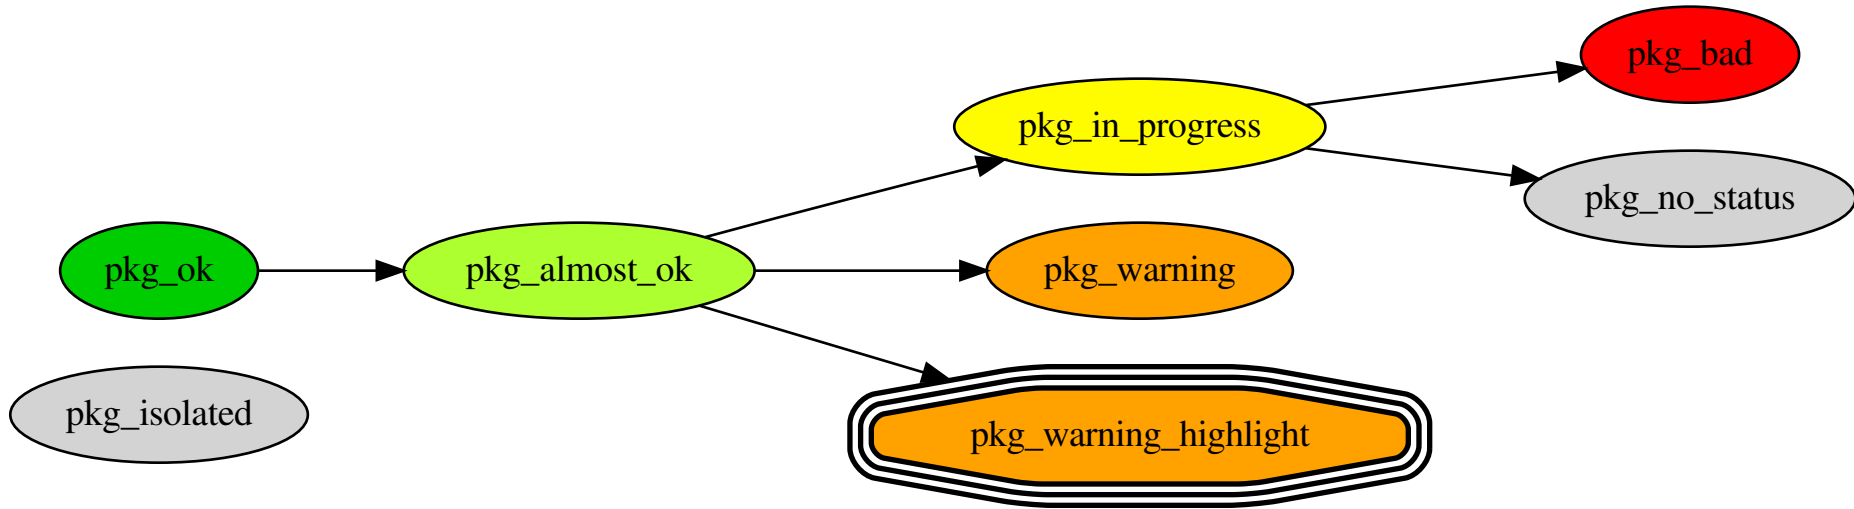 pkg_ok
pkg_almost_ok
pkg_in_progress
pkg_bad
pkg_no_status
pkg_warning
pkg_warning_highlight
pkg_isolated